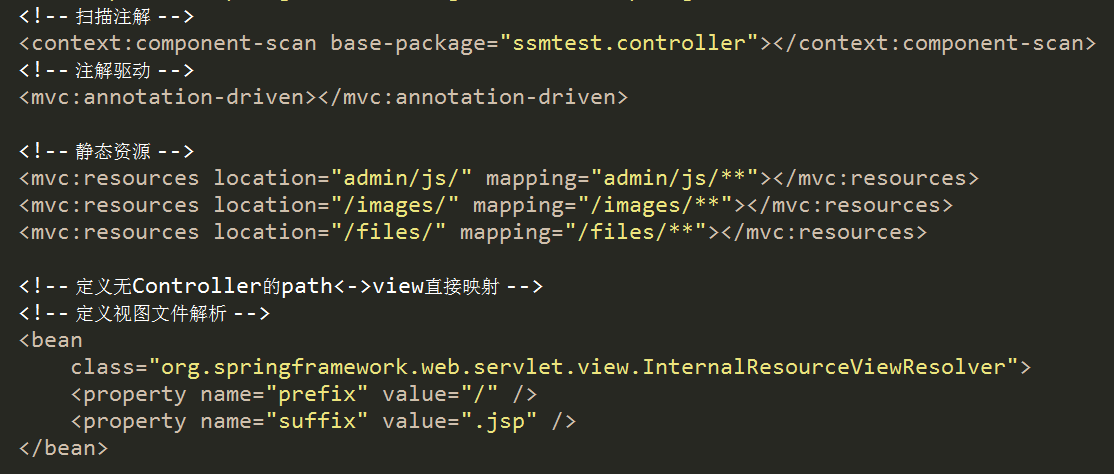 <!-- 扫描注解 -->
<context:component-scan base-package="ssmtest.controller"></context:component-scan>
<!-- 注解驱动 -->
<mvc:annotation-driven></mvc:annotation-driven>
<!-- 静态资源 -->
<mvc:resources location="admin/js/" mapping="admin/js/**"></mvc:resources>
<mvc:resources location="/images/" mapping="/images/**"></mvc:resources>
<mvc:resources location="/files/" mapping="/files/**"></mvc:resources>
<!-- 定义无Controller的path<->view直接映射 -->
<!-- 定义视图文件解析 -->
<bean
class="org.springframework.web.servlet.view.InternalResourceViewResolver">
<property name="prefix" value="/" />
<property name="suffix" value=".jsp" />
</bean>